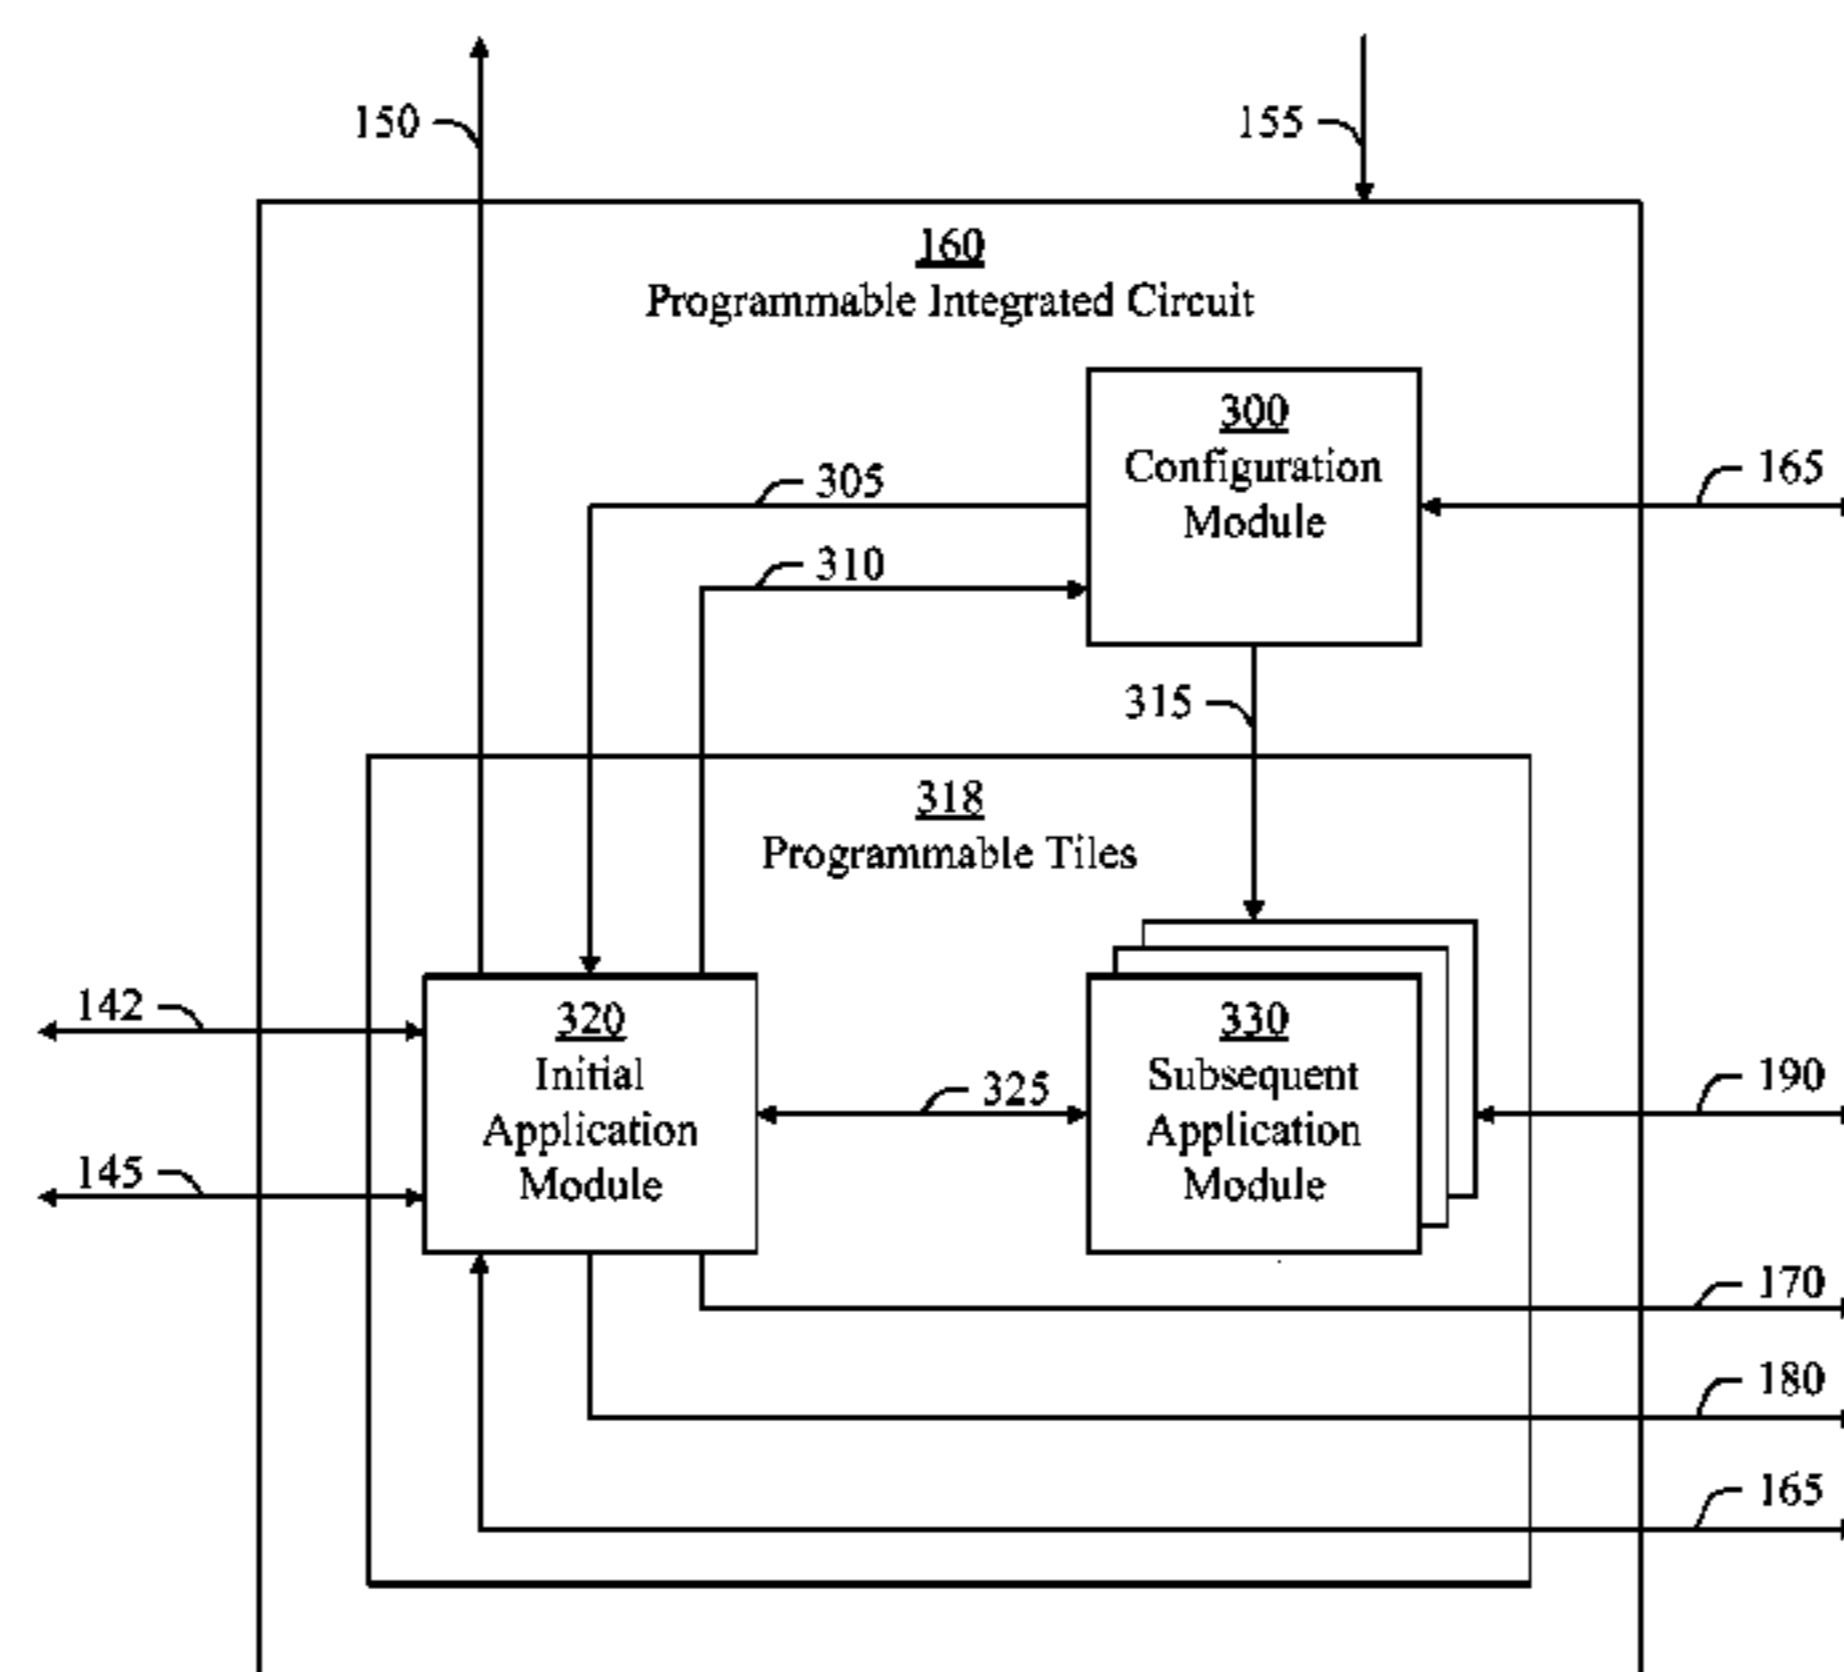 150
155
160
Programmable Integrated Circuit
300
Configuration
Module
165
305
310
315
318
Programmable Tiles
142
320
Initial
Application
Module
145
325
330
Subsequent
Application
Module
190
170
180
165